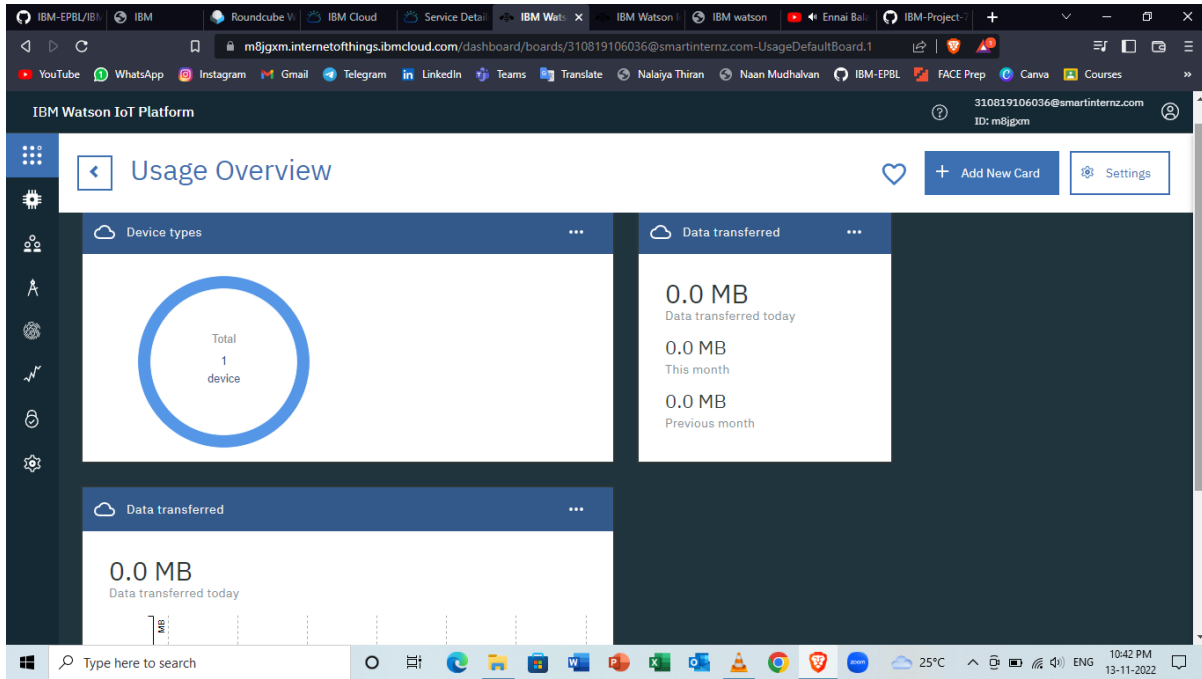 IBM-EPBL/IBM
IBM
Roundcube W
IBM Cloud
Service Detail
IBM Wats
IBM Watson I
IBM watson
Ennai Bala
IBM-Project-7
m8jgxm.internetofthings.ibmcloud.com/dashboard/boards/310819106036@smartinternz.com-UsageDefaultBoard.1
YouTube WhatsApp Instagram Gmail Telegram LinkedIn Teams Translate Nalaiya Thiran Naan Mudhalvan IBM-EPBL FACE Prep Canva Courses »
IBM Watson IoT Platform
310819106036@smartinternz.com
ID: m8jgxm
Usage Overview
+ Add New Card
Settings
Device types
Total
1
device
Data transferred
0.0 MB
Data transferred today
0.0 MB
This month
0.0 MB
Previous month
Data transferred
0.0 MB
Data transferred today
MB
Type here to search
zoom
25°C
ENG
10:42 PM
13-11-2022